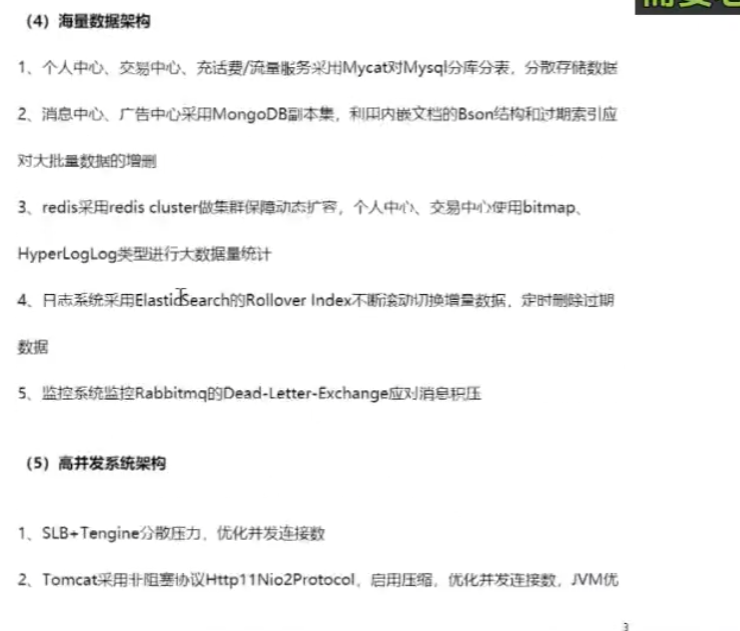 （4）海量数据架构
1、个人中心、交易中心、充话费/流量服务采用Mycat对Mysql分库分表，分散存储数据
2、消息中心、广告中心采用MongoDB副本集，利用内嵌文档的Bson结构和过期索引应
对大批量数据的增删
3、redis采用redis cluster做集群保障动态扩容，个人中心、交易中心使用bitmap、
HyperLogLog类型进行大数据量统计
4、日志系统采用ElasticSearch的Rollover Index不断滚动切换增量数据，定时删除过期
数据
5、监控系统监控Rabbitmq的Dead-Letter-Exchange应对消息积压
（5）高并发系统架构
1、SLB+Tengine分散压力，优化并发连接数
2、Tomcat采用非阻塞协议Http11Nio2Protocol，启用压缩，优化并发连接数，JVM优
3